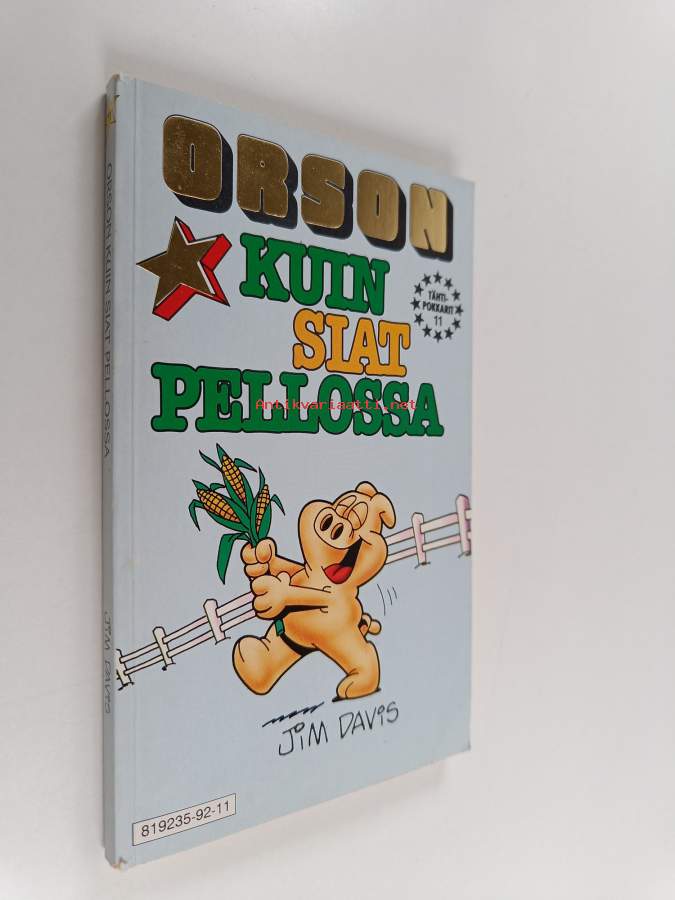 ORSON
KUIN
SIAT
PELLOSSA
TÄHTI-
POKKARIT
11
Antikvariaatti.net
JIM DAVIS
819235-92-11
ORSON KUIN SIAT PELLOSSA
JIM DAVIS